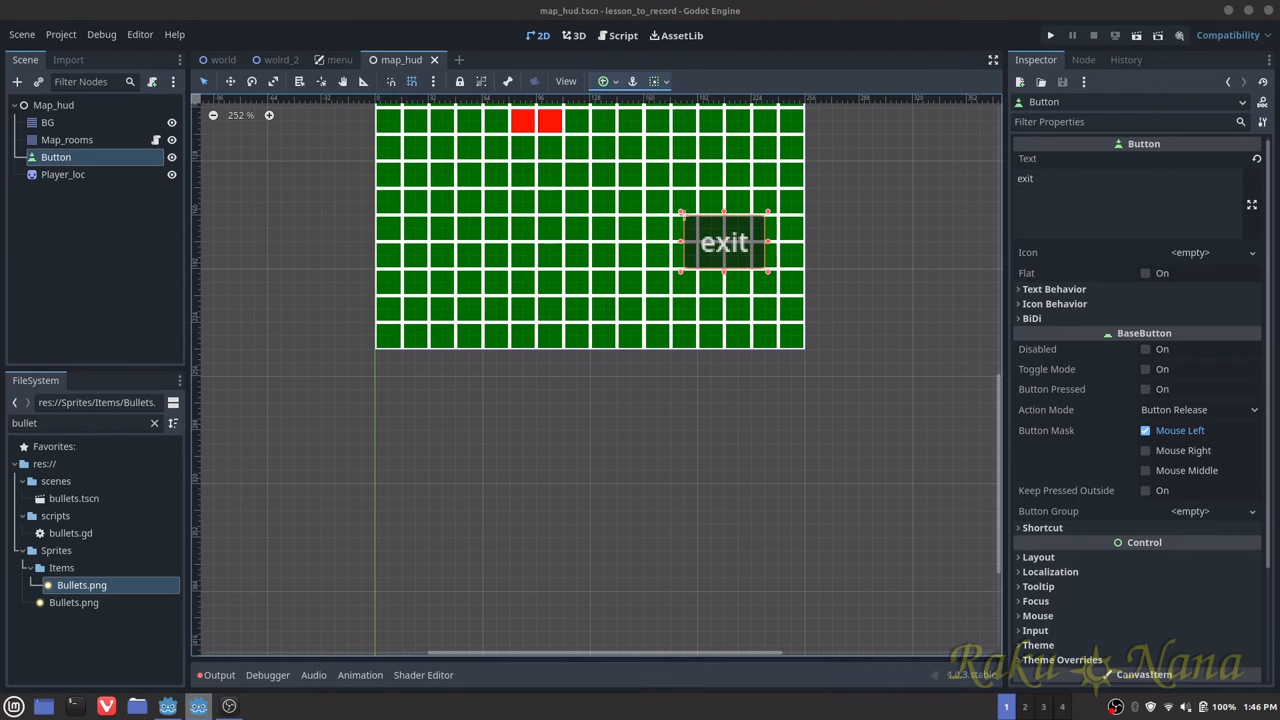 map_hud.tscn - lesson_to_record - Godot Engine
Scene Project Debug Editor Help
2D 3D Script AssetLib
Compatibility
Scene Import
world wolrd_2 menu map_hud
Inspector Node History
Filter Nodes
View
Map_hud
BG
Map_rooms
Button
Player_loc
252 %
exit
FileSystem
res://Sprites/Items/Bullets.
bullet
Favorites:
res://
scenes
bullets.tscn
scripts
bullets.gd
Sprites
Items
Bullets.png
Bullets.png
Output Debugger Audio Animation Shader Editor
4.0.3.stable
Button
Filter Properties
Button
Text
exit
Icon <empty>
Flat On
Text Behavior
Icon Behavior
BiDi
BaseButton
Disabled On
Toggle Mode On
Button Pressed On
Action Mode Button Release
Button Mask Mouse Left
Mouse Right
Mouse Middle
Keep Pressed Outside On
Button Group <empty>
Shortcut
Control
Layout
Localization
Tooltip
Focus
Mouse
Input
Theme
Theme Overrides
CanvasItem
Raku Nana
1 2 3 4
100% 1:46 PM